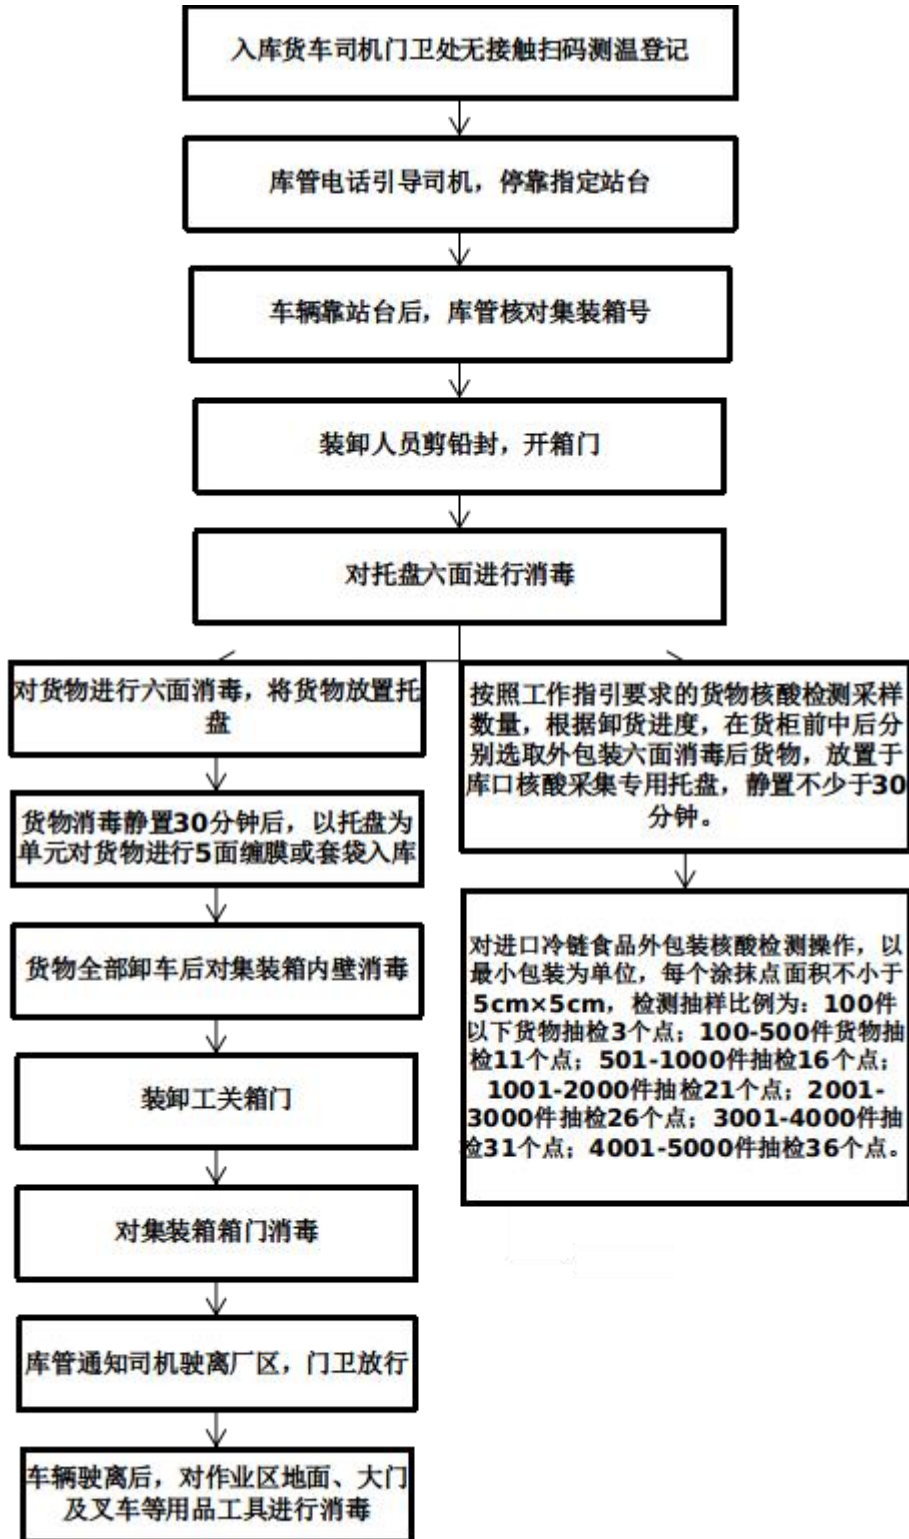 入库货车司机门卫处无接触扫码测温登记
库管电话引导司机，停靠指定站台
车辆靠站台后，库管核对集装箱号
装卸人员剪铅封，开箱门
对托盘六面进行消毒
对货物进行六面消毒，将货物放置托
盘
货物消毒静置30分钟后，以托盘为
单元对货物进行5面缠膜或套袋入库
货物全部卸车后对集装箱内壁消毒
装卸工关箱门
对集装箱箱门消毒
库管通知司机驶离厂区，门卫放行
车辆驶离后，对作业区地面、大门
及叉车等用品工具进行消毒
按照工作指引要求的货物核酸检测采样
数量，根据卸货进度，在货柜前中后分
别选取外包装六面消毒后货物，放置于
库口核酸采集专用托盘，静置不少于30
分钟。
对进口冷链食品外包装核酸检测操作，以
最小包装为单位，每个涂抹点面积不小于
5cm×5cm，检测抽样比例为：100件
以下货物抽检3个点；100-500件货物抽
检11个点；501-1000件抽检16个点；
1001-2000件抽检21个点；2001-
3000件抽检26个点；3001-4000件抽
检31个点；4001-5000件抽检36个点。